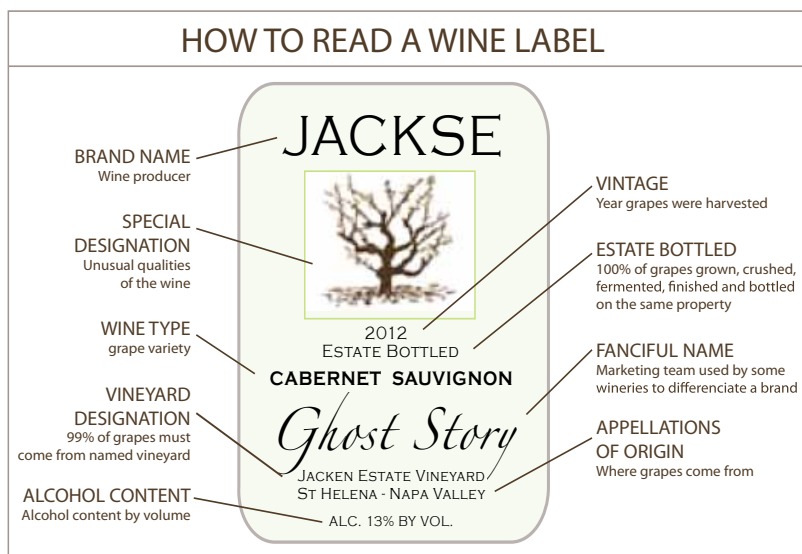 HOW TO READ A WINE LABEL
BRAND NAME
Wine producer
SPECIAL
DESIGNATION
Unusual qualities
of the wine
WINE TYPE
grape variety
VINEYARD
DESIGNATION
99% of grapes must
come from named vineyard
ALCOHOL CONTENT
Alcohol content by volume
JACKSE
2012
ESTATE BOTTLED
CABERNET SAUVIGNON
Ghost Story
JACKEN ESTATE VINEYARD
ST HELENA - NAPA VALLEY
ALC. 13% BY VOL.
VINTAGE
Year grapes were harvested
ESTATE BOTTLED
100% of grapes grown, crushed,
fermented, finished and bottled
on the same property
FANCIFUL NAME
Marketing team used by some
wineries to differenciate a brand
APPELLATIONS
OF ORIGIN
Where grapes come from